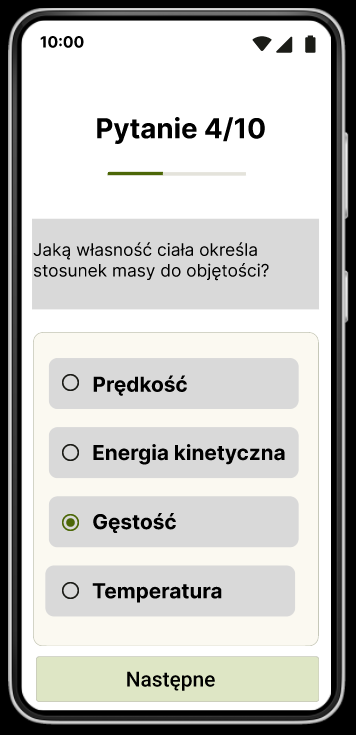 10:00
Pytanie 4/10
Jaką własność ciała określa
stosunek masy do objętości?
Prędkość
Energia kinetyczna
Gęstość
Temperatura
Następne